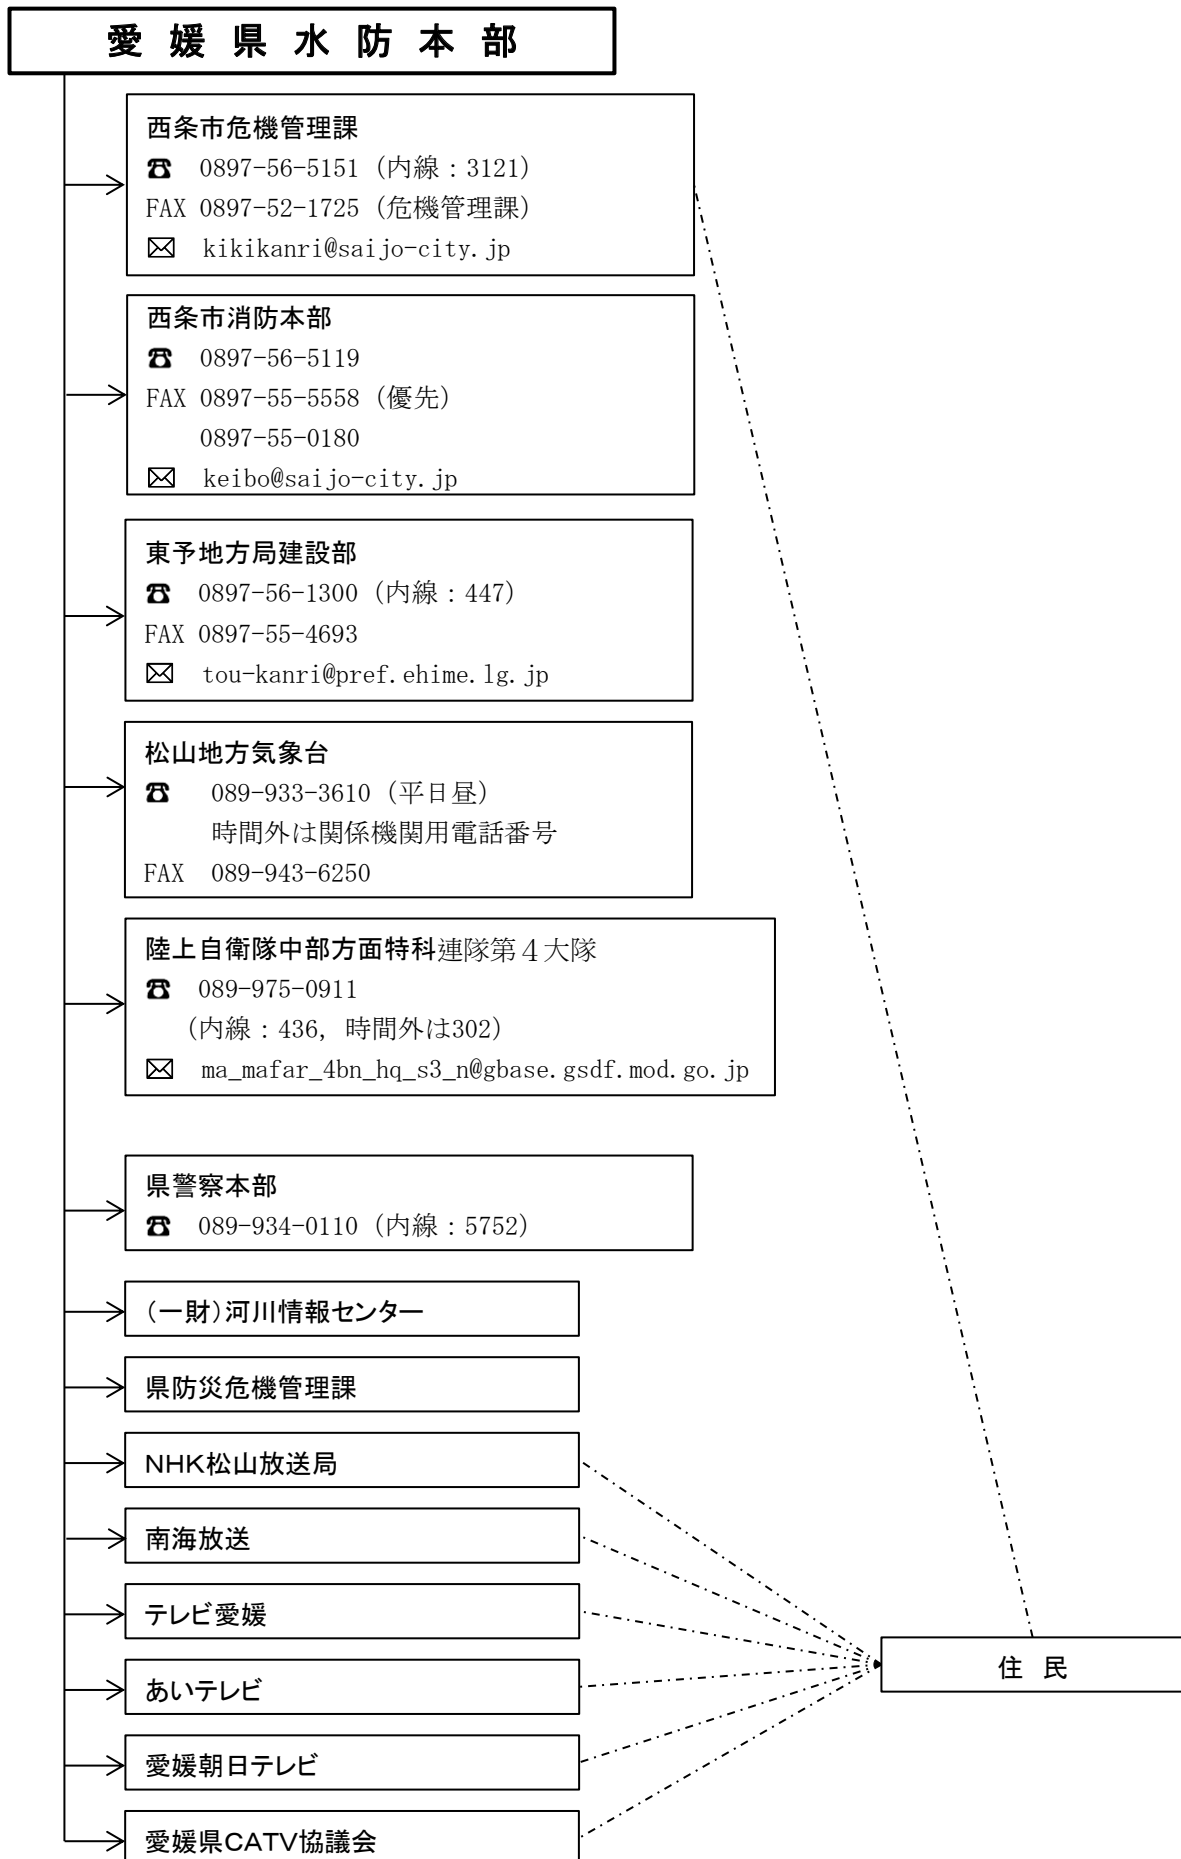 愛媛県水防本部
西条市危機管理課
☎ 0897-56-5151（内線：3121）
FAX 0897-52-1725（危機管理課）
✉ kikikanri@saijo-city.jp
西条市消防本部
☎ 0897-56-5119
FAX 0897-55-5558（優先）
0897-55-0180
✉ keibo@saijo-city.jp
東予地方局建設部
☎ 0897-56-1300（内線：447）
FAX 0897-55-4693
✉ tou-kanri@pref.ehime.lg.jp
松山地方気象台
☎ 089-933-3610（平日昼）
時間外は関係機関用電話番号
FAX 089-943-6250
陸上自衛隊中部方面特科連隊第４大隊
☎ 089-975-0911
（内線：436，時間外は302）
✉ ma_mafar_4bn_hq_s3_n@gbase.gsdf.mod.go.jp
県警察本部
☎ 089-934-0110（内線：5752）
（一財）河川情報センター
県防災危機管理課
NHK松山放送局
南海放送
テレビ愛媛
あいテレビ
愛媛朝日テレビ
愛媛県CATV協議会
住 民